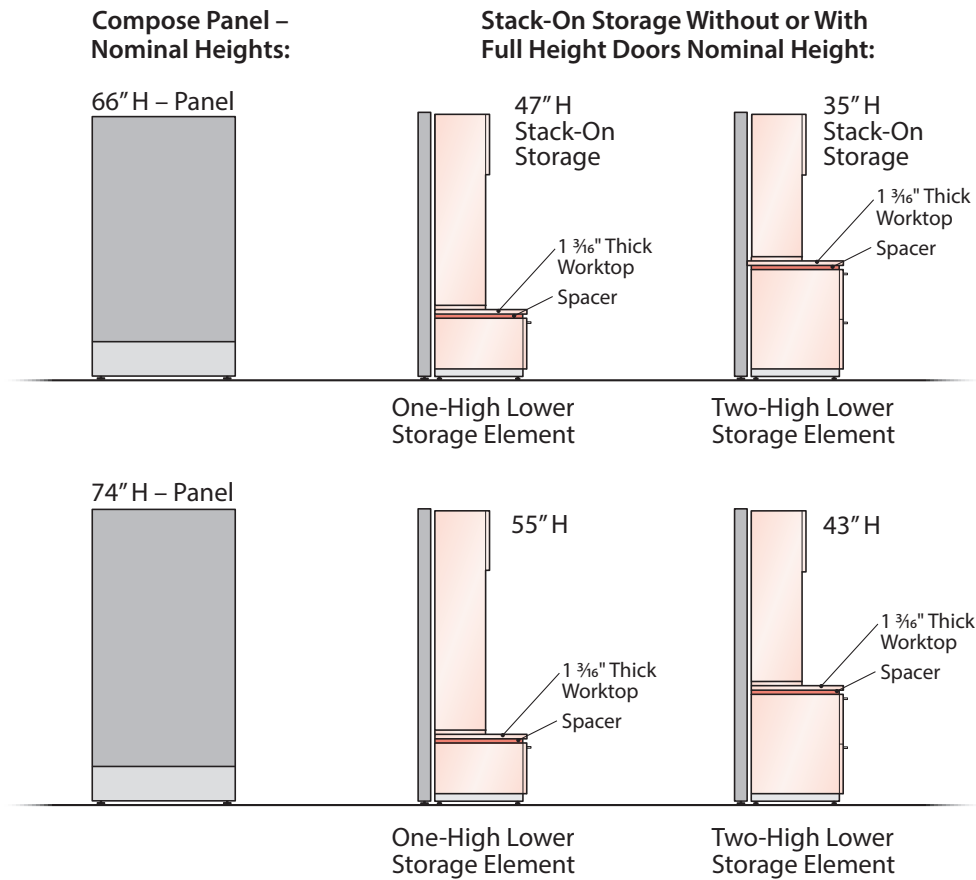 Compose Panel –
Nominal Heights:
Stack-On Storage Without or With
Full Height Doors Nominal Height:
66" H – Panel
47" H
Stack-On
Storage
1 3⁄16" Thick
Worktop
Spacer
35" H
Stack-On
Storage
1 3⁄16" Thick
Worktop
Spacer
One-High Lower
Storage Element
Two-High Lower
Storage Element
74" H – Panel
55" H
1 3⁄16" Thick
Worktop
Spacer
43" H
1 3⁄16" Thick
Worktop
Spacer
One-High Lower
Storage Element
Two-High Lower
Storage Element